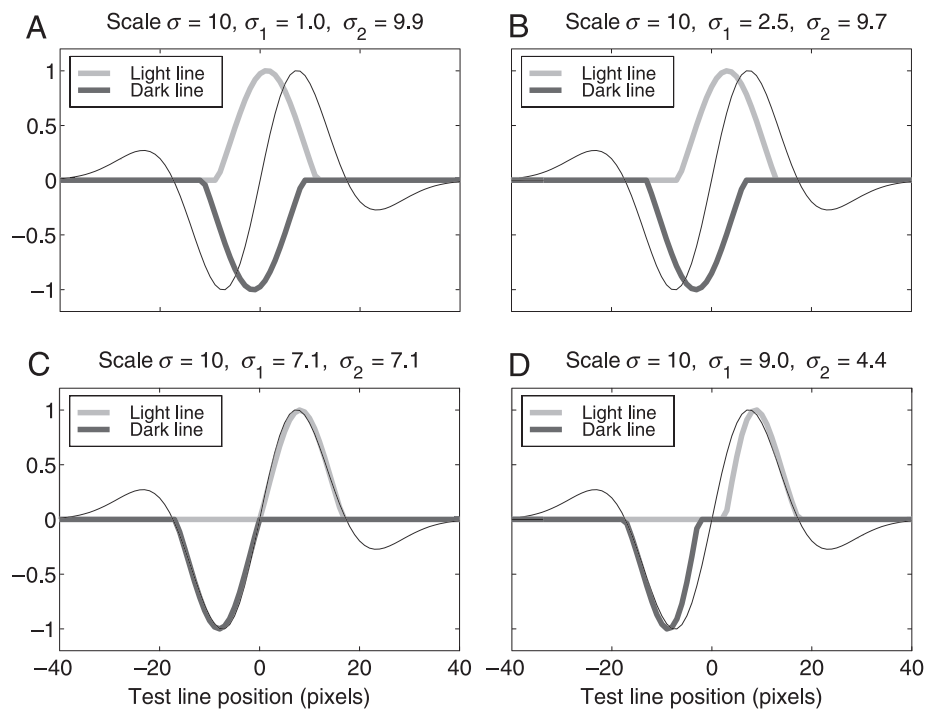 A Scale σ = 10, σ₁ = 1.0, σ₂ = 9.9
1
0.5
0
−0.5
−1
Light line
Dark line
B Scale σ = 10, σ₁ = 2.5, σ₂ = 9.7
Light line
Dark line
C Scale σ = 10, σ₁ = 7.1, σ₂ = 7.1
1
0.5
0
−0.5
−1
Light line
Dark line
−40 −20 0 20 40
Test line position (pixels)
D Scale σ = 10, σ₁ = 9.0, σ₂ = 4.4
Light line
Dark line
−40 −20 0 20 40
Test line position (pixels)